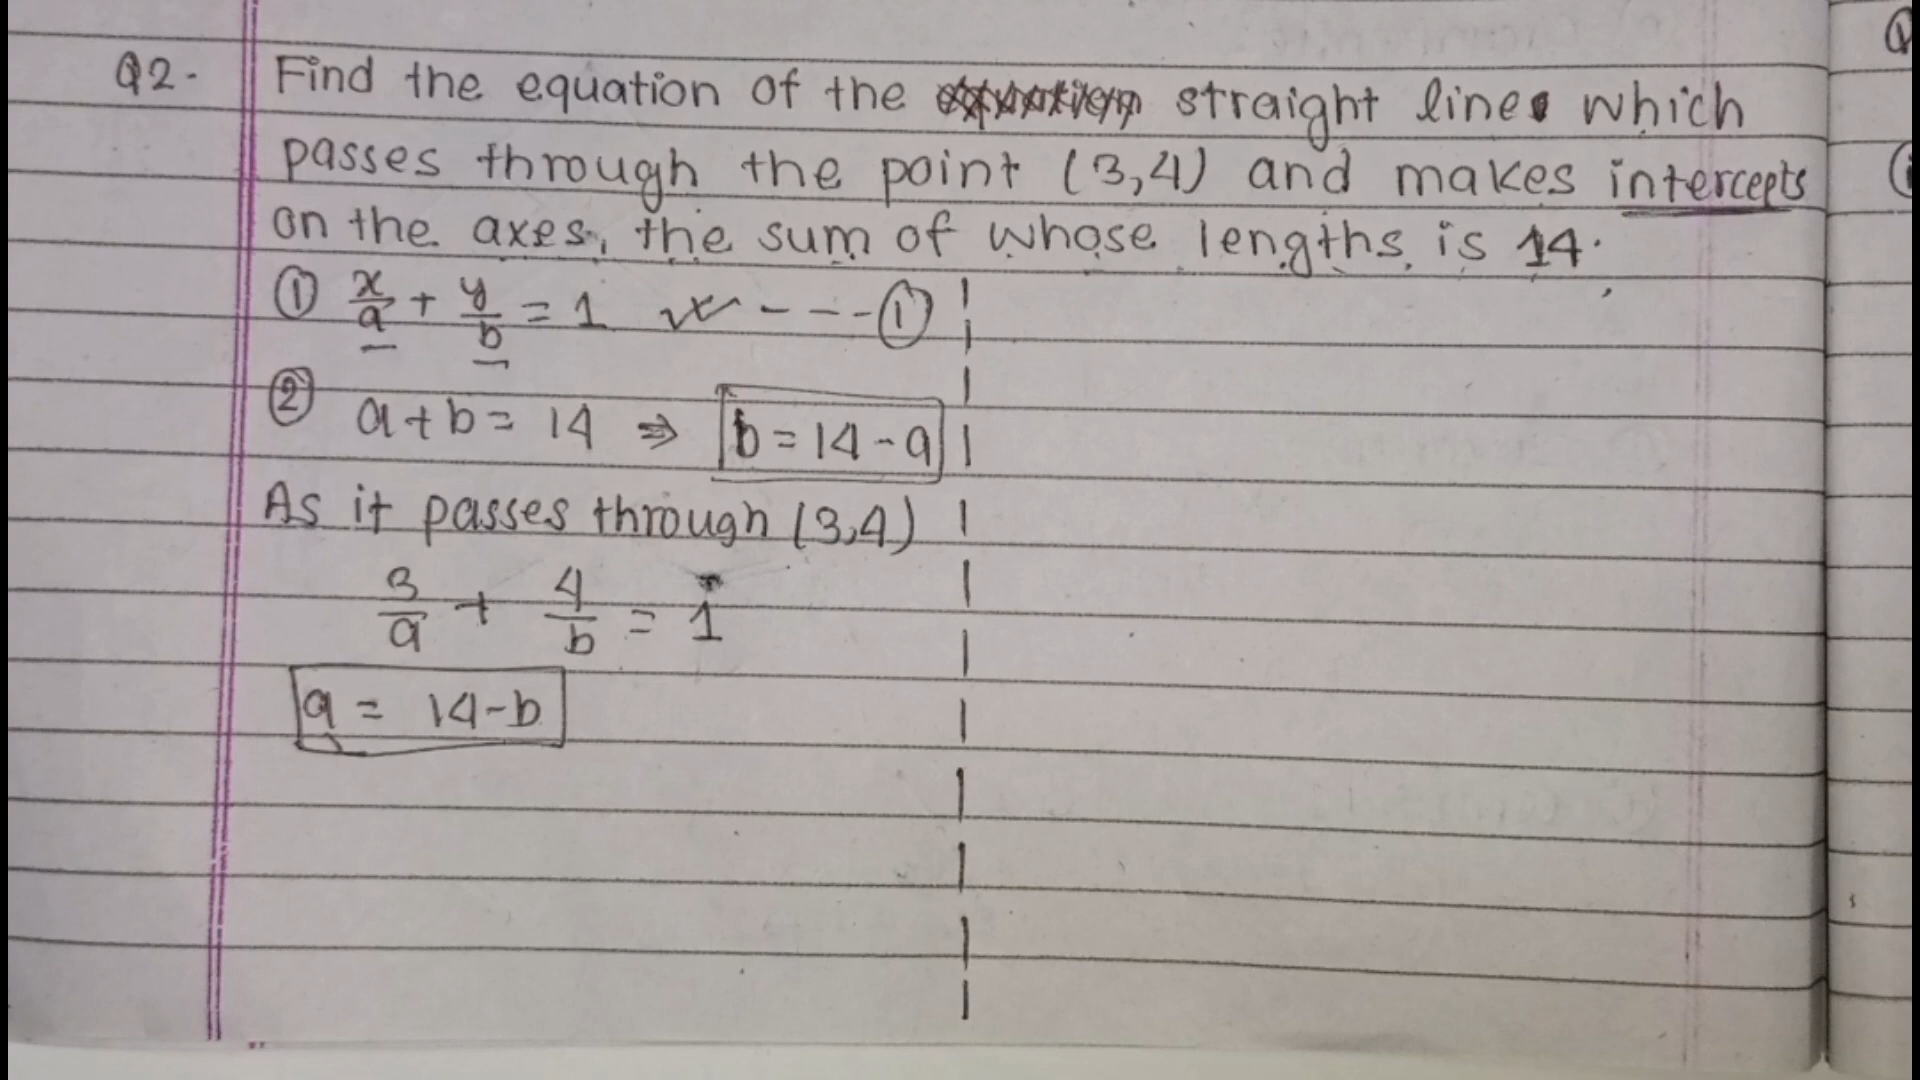 Q2. Find the equation of the straight line which
passes through the point (3,4) and makes intercepts
on the axes, the sum of whose lengths is 14.
① x/a + y/b = 1 ---①
② a+b = 14 ⇒ b = 14-a
As it passes through (3,4)
3/a + 4/b = 1
a = 14-b